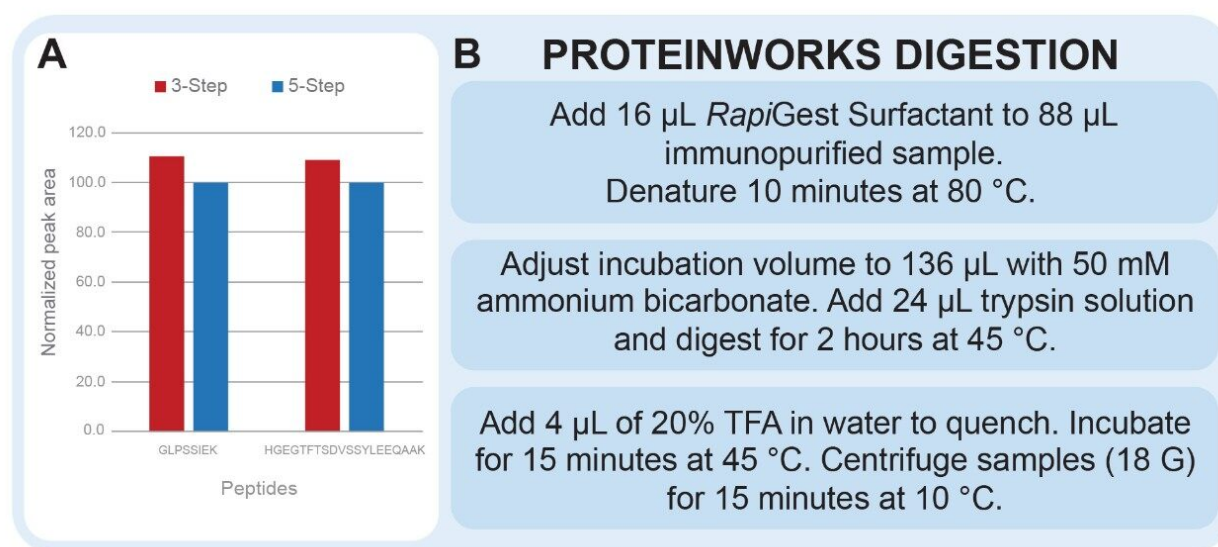 A
3-Step 5-Step
Normalized peak area
120.0
100.0
80.0
60.0
40.0
20.0
0.0
GLPSSIEK HGEGTFTSDVSSYLEEQAAK
Peptides
B PROTEINWORKS DIGESTION
Add 16 µL RapiGest Surfactant to 88 µL
immunopurified sample.
Denature 10 minutes at 80 °C.
Adjust incubation volume to 136 µL with 50 mM
ammonium bicarbonate. Add 24 µL trypsin solution
and digest for 2 hours at 45 °C.
Add 4 µL of 20% TFA in water to quench. Incubate
for 15 minutes at 45 °C. Centrifuge samples (18 G)
for 15 minutes at 10 °C.